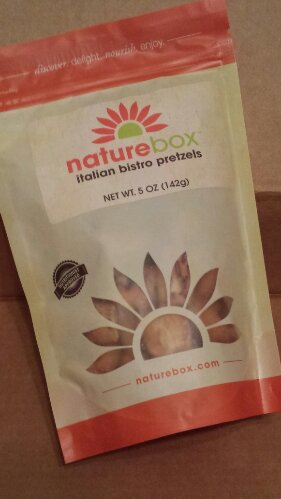 discover. delight. nourish. enjoy.
naturebox
italian bistro pretzels
NET WT. 5 OZ (142g)
naturebox.com